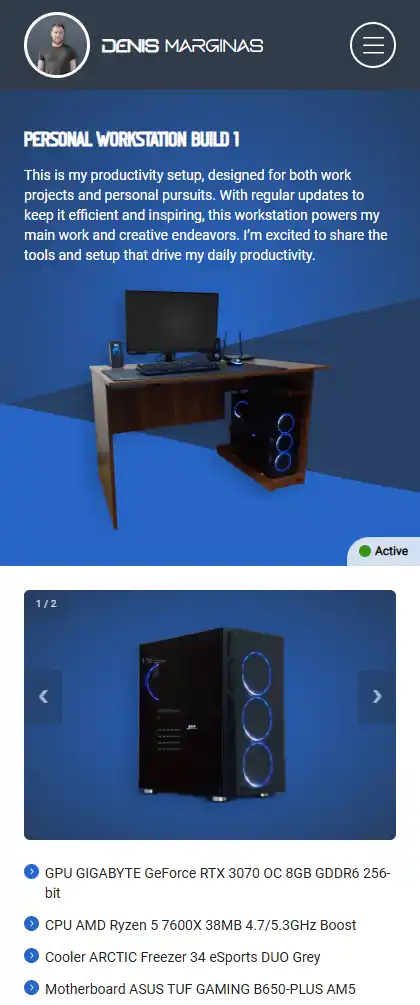 DENIS MARGINAS
PERSONAL WORKSTATION BUILD 1
This is my productivity setup, designed for both work
projects and personal pursuits. With regular updates to
keep it efficient and inspiring, this workstation powers my
main work and creative endeavors. I’m excited to share the
tools and setup that drive my daily productivity.
Active
1 / 2
GPU GIGABYTE GeForce RTX 3070 OC 8GB GDDR6 256-
bit
CPU AMD Ryzen 5 7600X 38MB 4.7/5.3GHz Boost
Cooler ARCTIC Freezer 34 eSports DUO Grey
Motherboard ASUS TUF GAMING B650-PLUS AM5